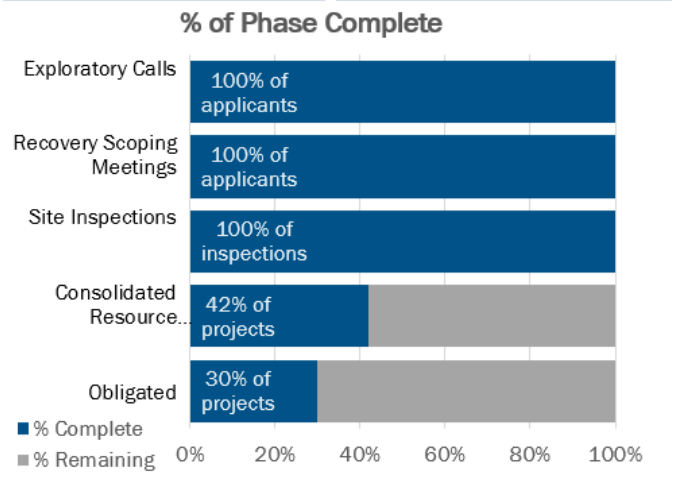 % of Phase Complete
Exploratory Calls
100% of
applicants
Recovery Scoping
Meetings
100% of
applicants
Site Inspections
100% of
inspections
Consolidated
Resource...
42% of
projects
Obligated
30% of
projects
% Complete
% Remaining
0% 20% 40% 60% 80% 100%